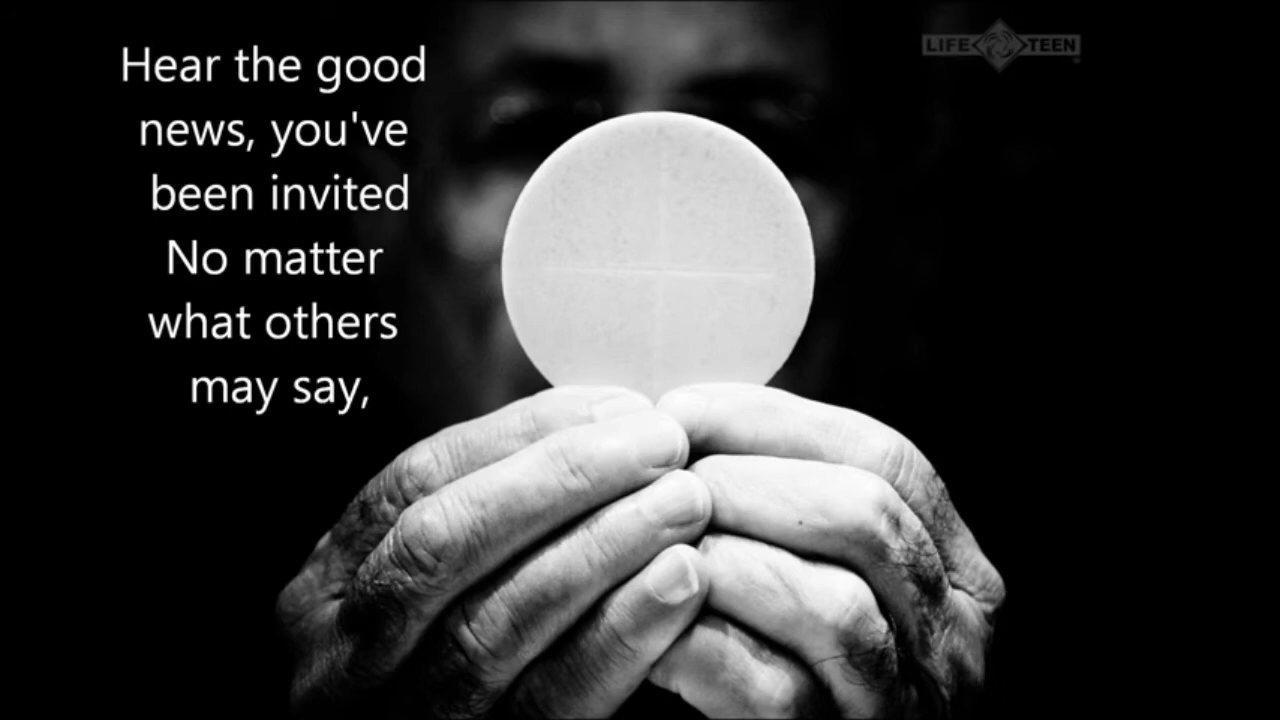 Hear the good
news, you've
been invited
No matter
what others
may say,
LIFE TEEN